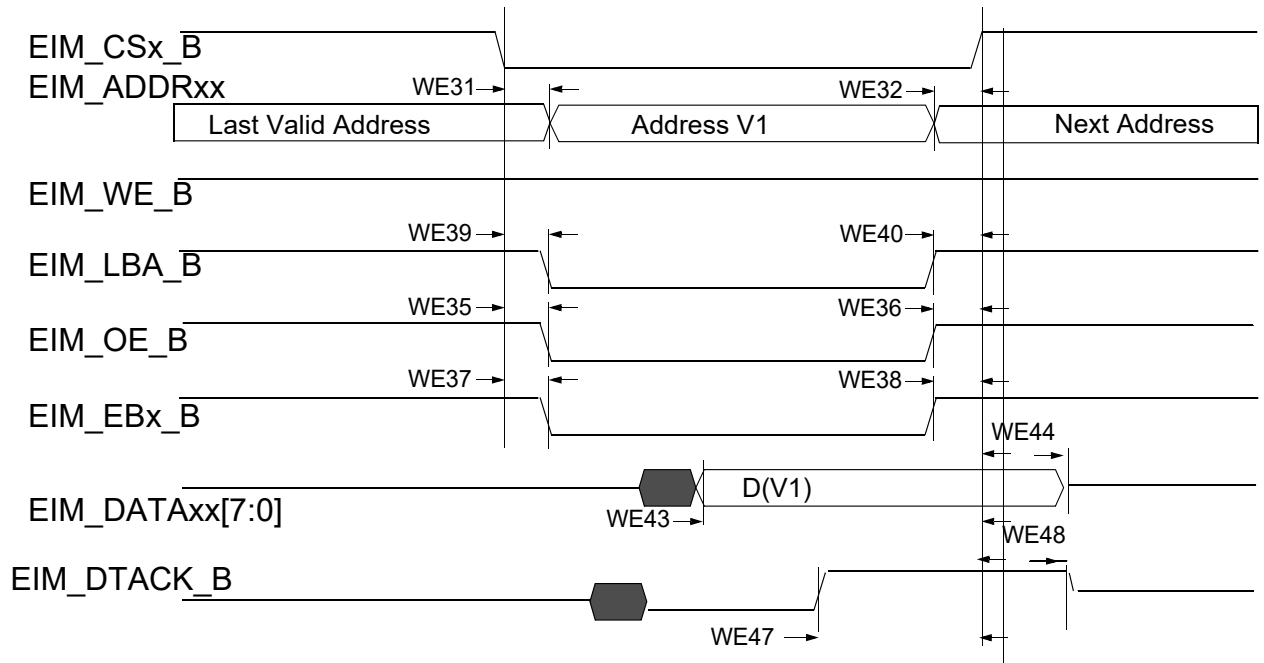 EIM_CSx_B
EIM_ADDRxx
WE31
WE32
Last Valid Address
Address V1
Next Address
EIM_WE_B
WE39
WE40
EIM_LBA_B
WE35
WE36
EIM_OE_B
WE37
WE38
EIM_EBx_B
WE44
D(V1)
EIM_DATAxx[7:0]
WE43
WE48
EIM_DTACK_B
WE47